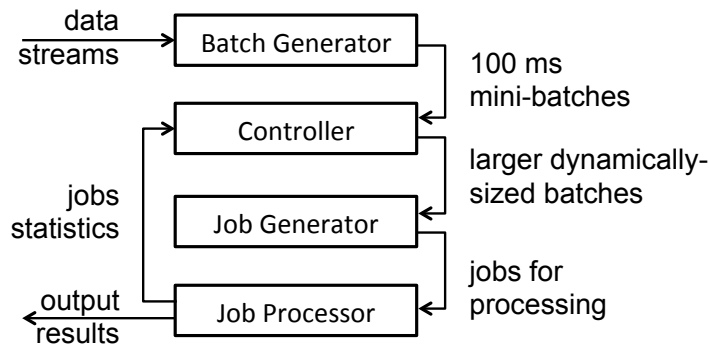 data
streams
Batch Generator
100 ms
mini-batches
Controller
larger dynamically-
sized batches
jobs
statistics
Job Generator
jobs for
processing
output
results
Job Processor